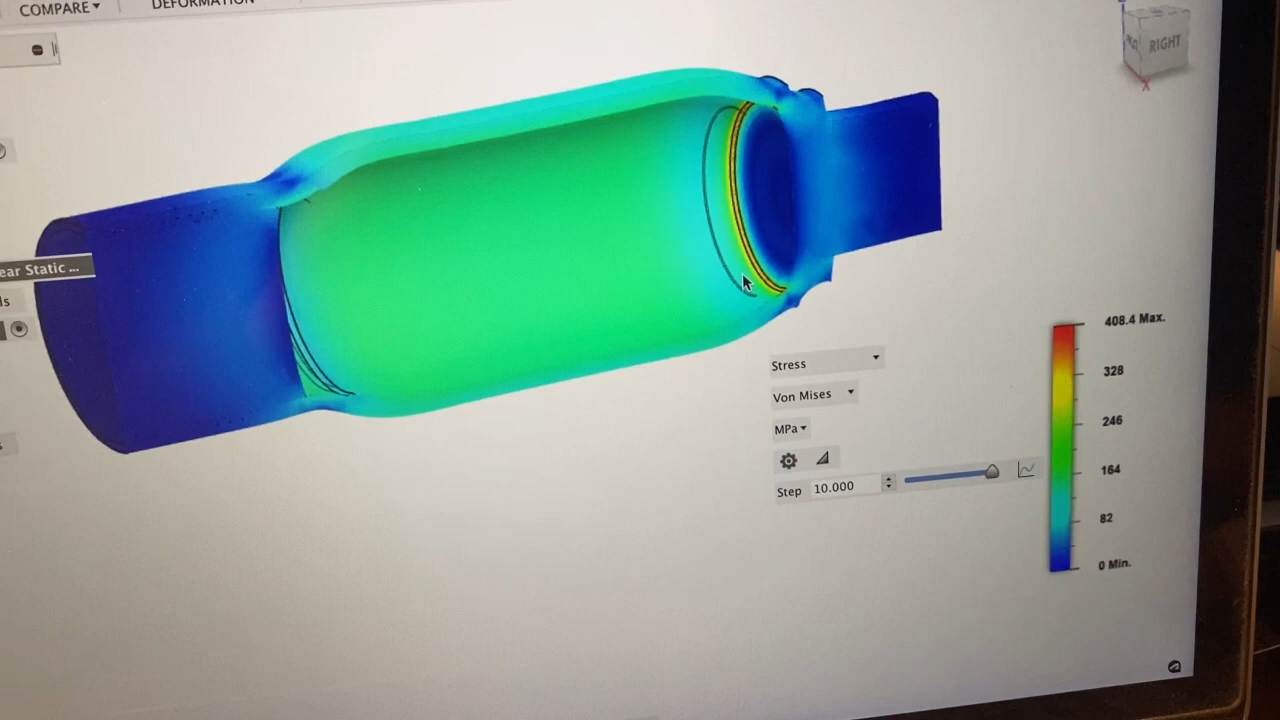 COMPARE
DEFORMATION
RIGHT
ear Static ...
ls
408.4 Max.
328
246
164
82
0 Min.
Stress
Von Mises
MPa
Step 10.000
X